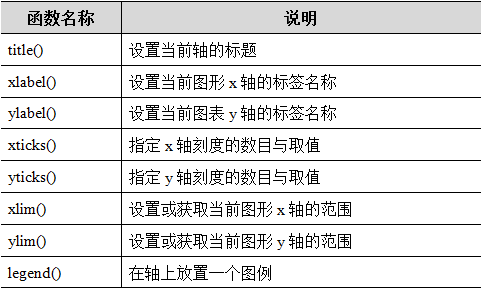 函数名称 说明
title() 设置当前轴的标题
xlabel() 设置当前图形 x 轴的标签名称
ylabel() 设置当前图表 y 轴的标签名称
xticks() 指定 x 轴刻度的数目与取值
yticks() 指定 y 轴刻度的数目与取值
xlim() 设置或获取当前图形 x 轴的范围
ylim() 设置或获取当前图形 y 轴的范围
legend() 在轴上放置一个图例